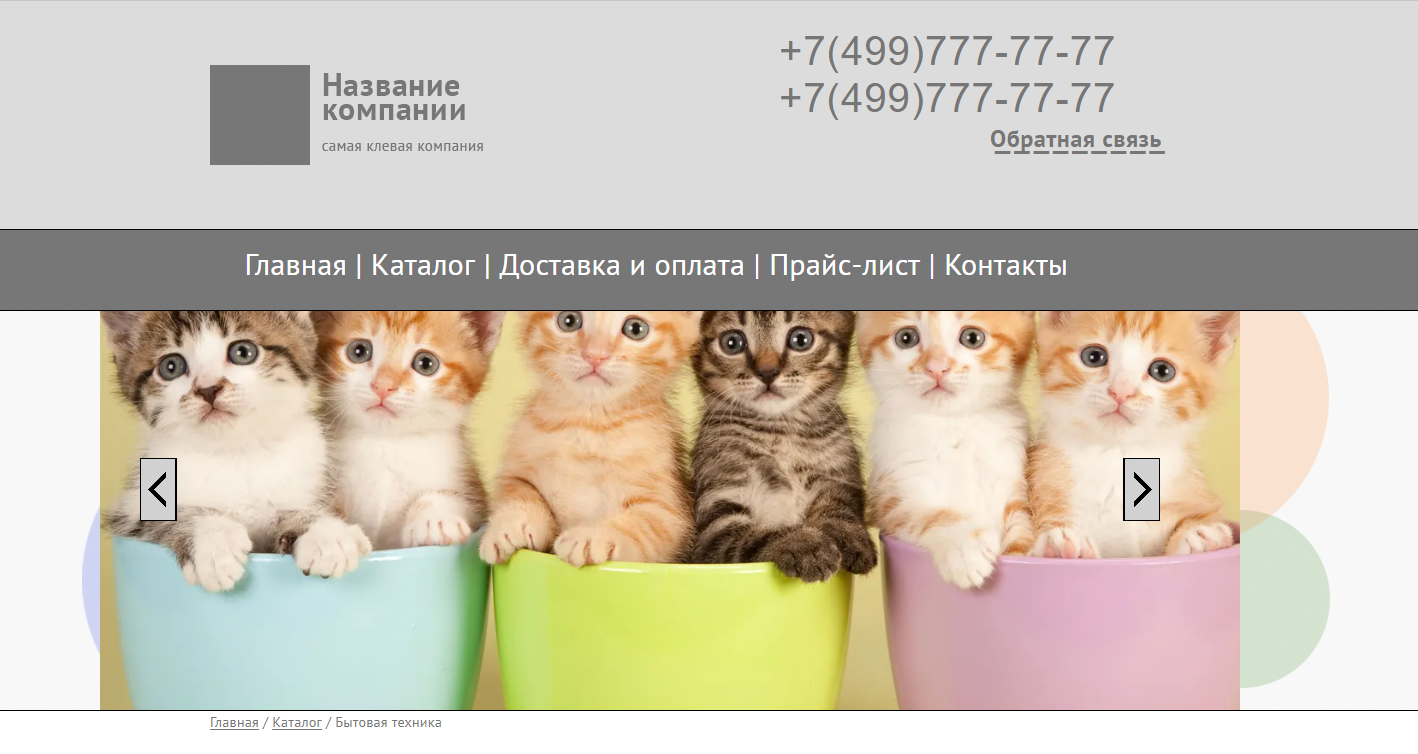 Название
компании
самая клевая компания
+7(499)777-77-77
+7(499)777-77-77
Обратная связь
Главная | Каталог | Доставка и оплата | Прайс-лист | Контакты
Главная / Каталог / Бытовая техника